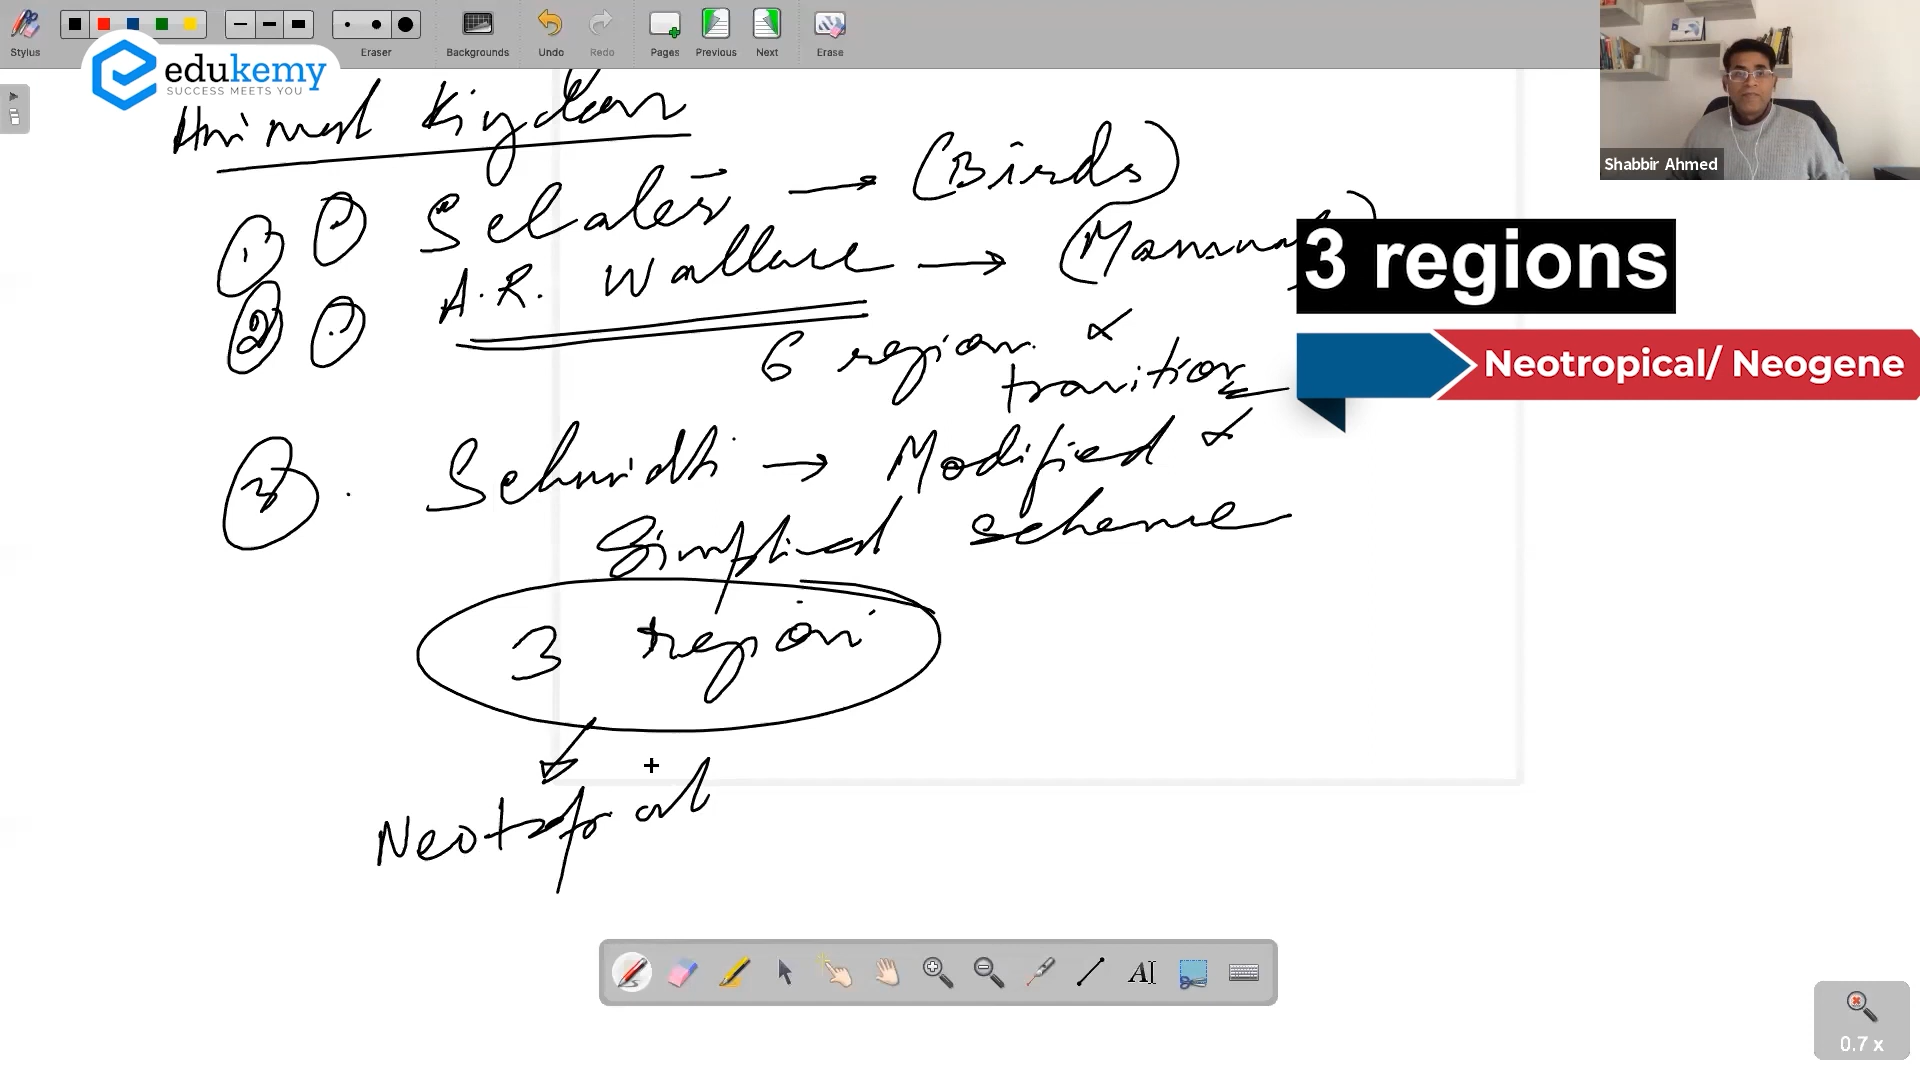 Stylus
Eraser
Backgrounds
Undo
Redo
Pages
Previous
Next
Erase
edukemy
SUCCESS MEETS YOU
Shabbir Ahmed
Animal Kingdom
① Sclater → (Birds)
② A.R. Wallace → (Mamma
6 region &
transition
3 regions
Neotropical/ Neogene
Schmidt → Modified &
Simplified scheme
3 region
Neotropical
0.7 x